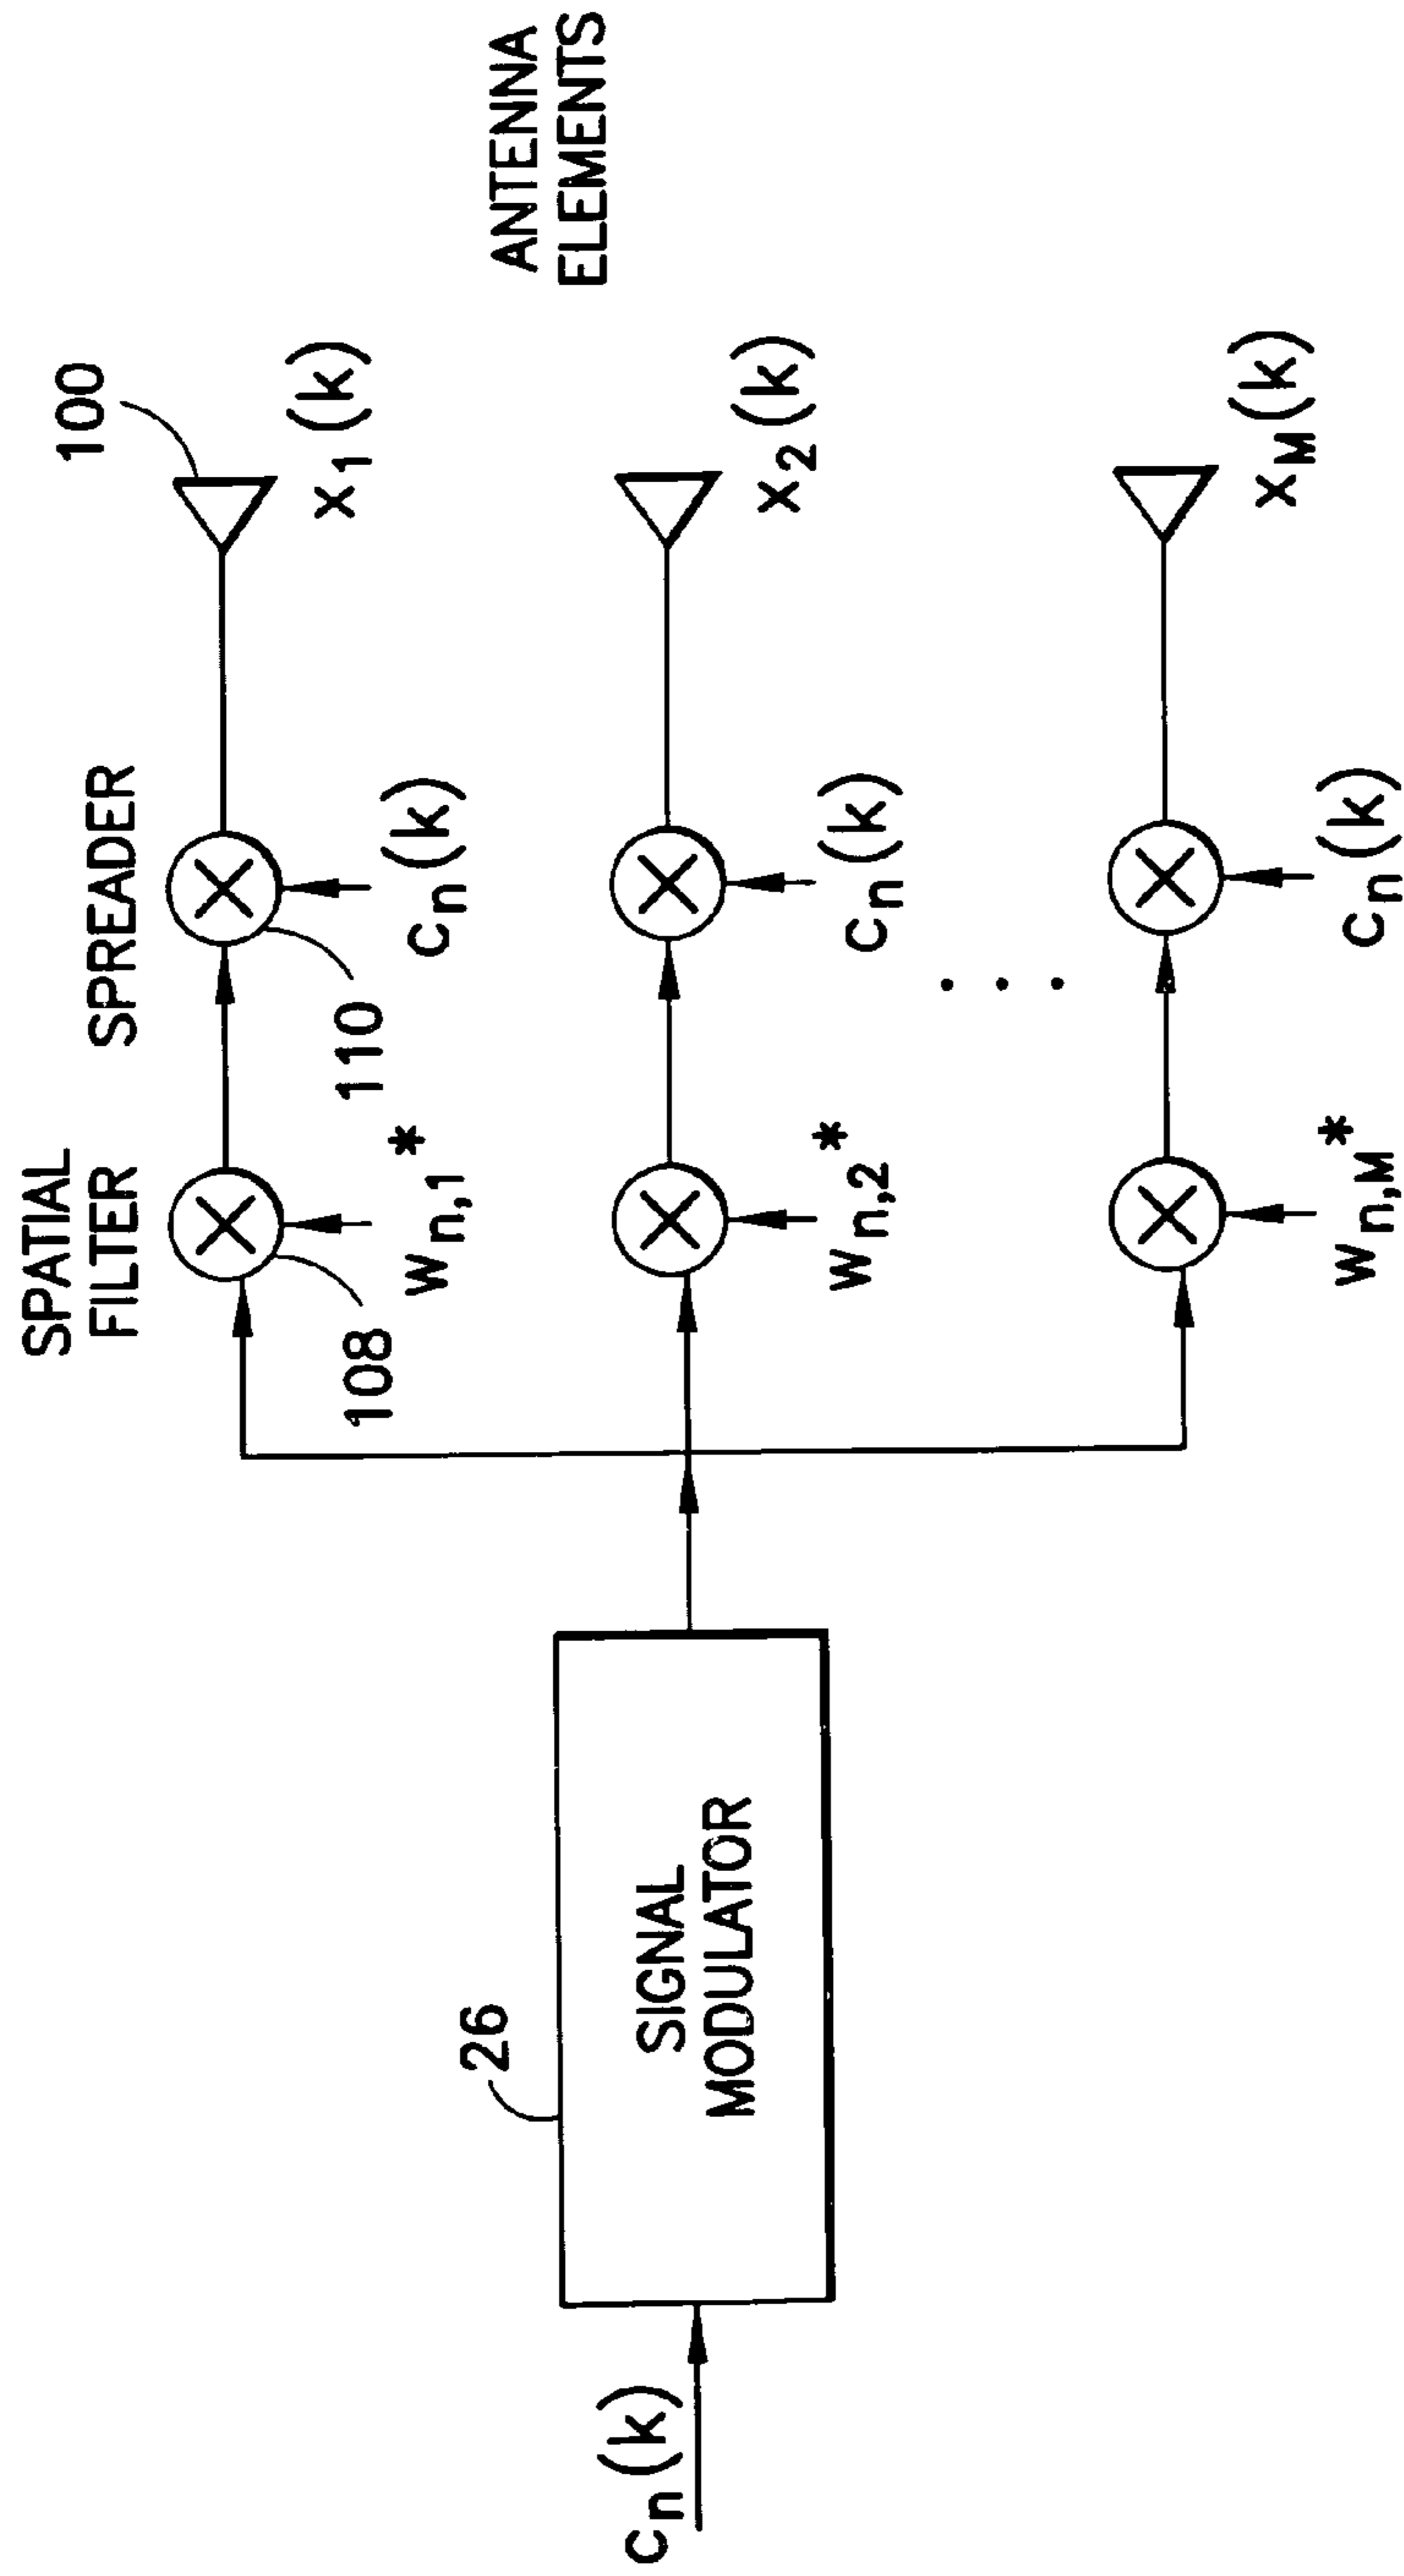 SPATIAL
FILTER
SPREADER
100
ANTENNA
ELEMENTS
108
110
x1(k)
wn,1*
cn(k)
26
SIGNAL
MODULATOR
cn(k)
wn,2*
cn(k)
x2(k)
. . .
wn,M*
cn(k)
xM(k)